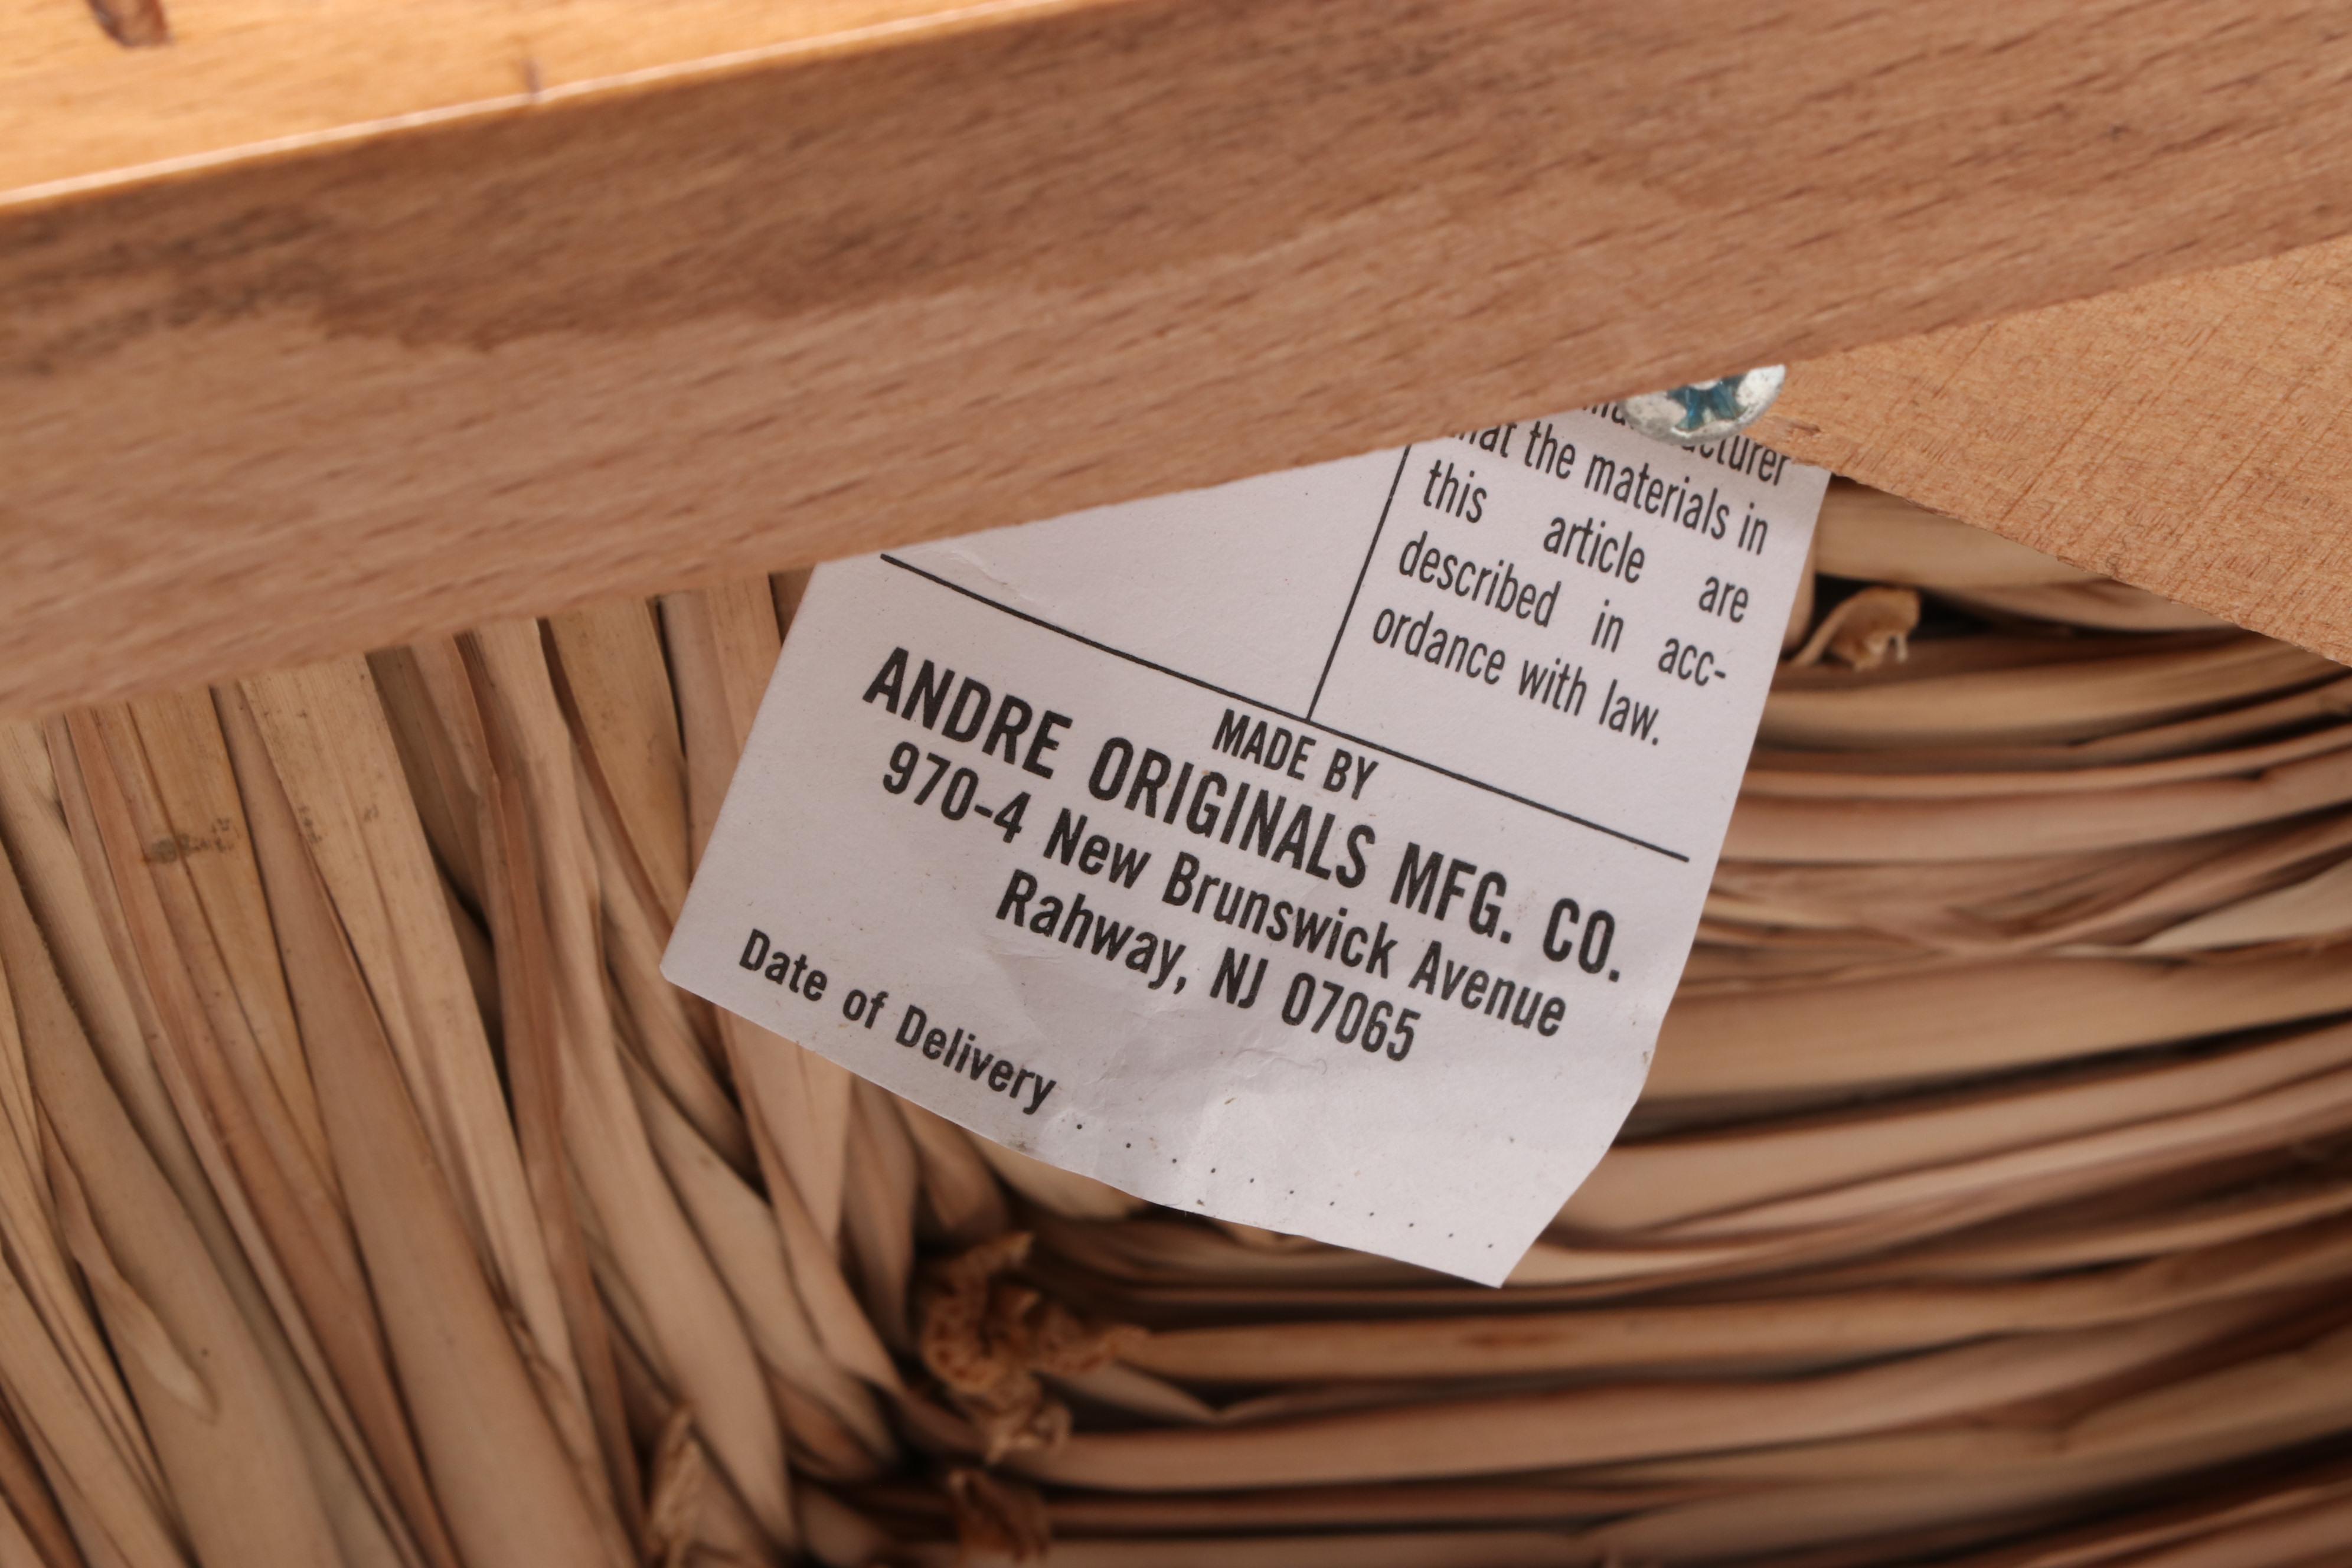 the materials in
this article are
described in acc-
ordance with law.
MADE BY
ANDRE ORIGINALS MFG. CO.
970-4 New Brunswick Avenue
Rahway, NJ 07065
Date of Delivery . . . . . . . . . . .